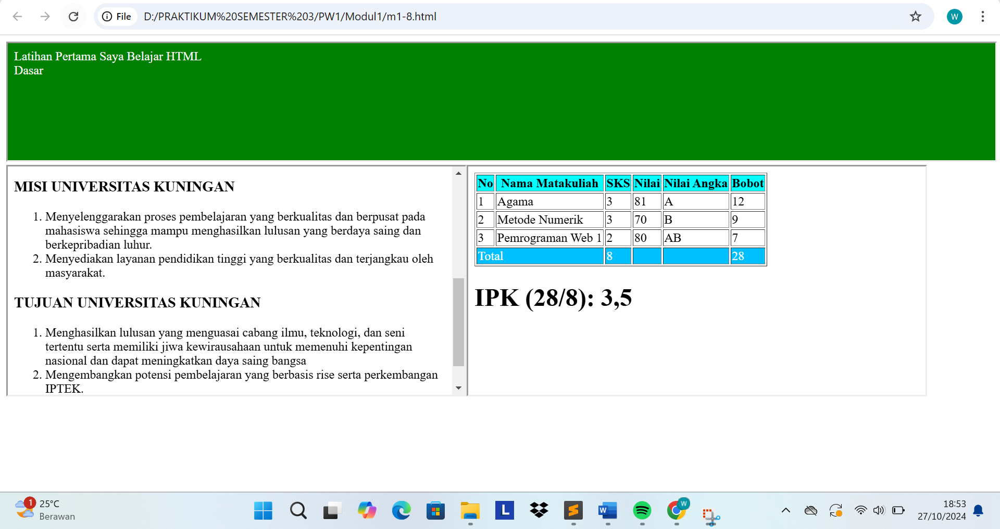 File
D:/PRAKTIKUM%20SEMESTER%203/PW1/Modul1/m1-8.html
W
Latihan Pertama Saya Belajar HTML
Dasar
MISI UNIVERSITAS KUNINGAN
1. Menyelenggarakan proses pembelajaran yang berkualitas dan berpusat pada
mahasiswa sehingga mampu menghasilkan lulusan yang berdaya saing dan
berkepribadian luhur.
2. Menyediakan layanan pendidikan tinggi yang berkualitas dan terjangkau oleh
masyarakat.
TUJUAN UNIVERSITAS KUNINGAN
1. Menghasilkan lulusan yang menguasai cabang ilmu, teknologi, dan seni
tertentu serta memiliki jiwa kewirausahaan untuk memenuhi kepentingan
nasional dan dapat meningkatkan daya saing bangsa
2. Mengembangkan potensi pembelajaran yang berbasis rise serta perkembangan
IPTEK.
No Nama Matakuliah SKS Nilai Nilai Angka Bobot
1 Agama 3 81 A 12
2 Metode Numerik 3 70 B 9
3 Pemrograman Web 1 2 80 AB 7
Total 8 28
IPK (28/8): 3,5
1
25°C
Berawan
L
W
W
18:53
27/10/2024